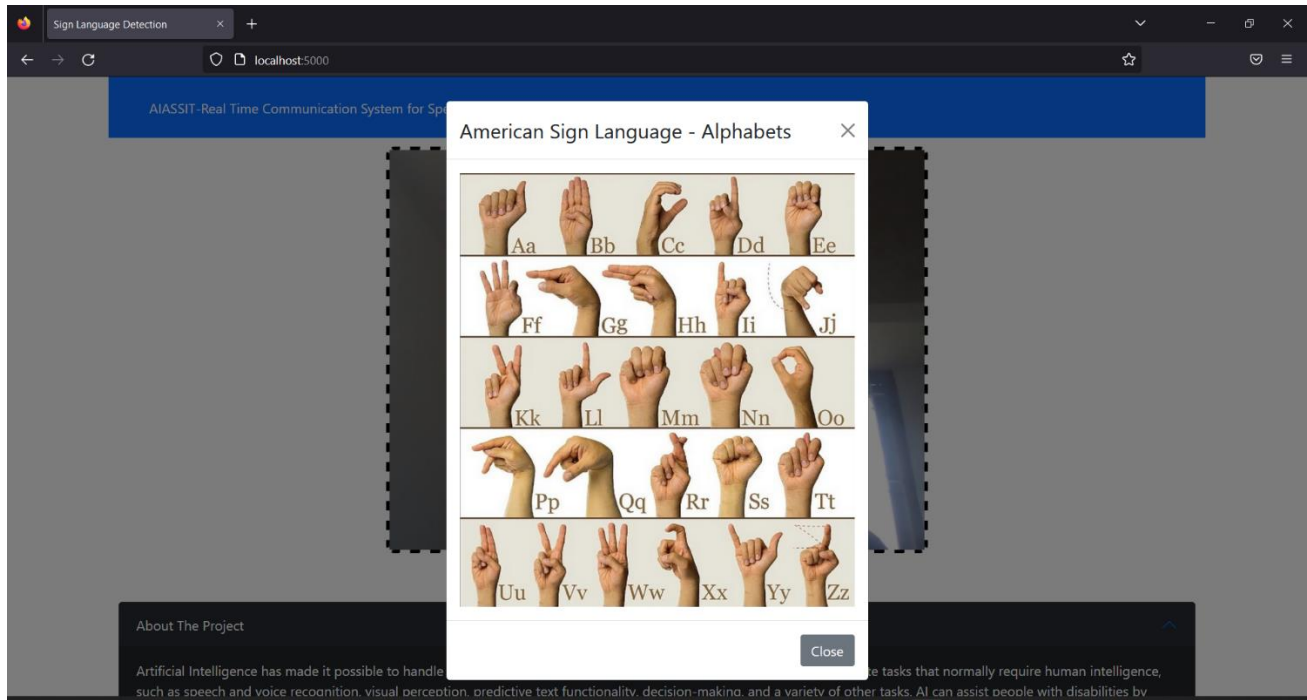 Sign Language Detection
localhost:5000
AIASSIT-Real Time Communication System for Spe
American Sign Language - Alphabets
Aa Bb Cc Dd Ee
Ff Gg Hh Ii Jj
Kk Ll Mm Nn Oo
Pp Qq Rr Ss Tt
Uu Vv Ww Xx Yy Zz
Close
About The Project
Artificial Intelligence has made it possible to handle te tasks that normally require human intelligence,
such as speech and voice recognition, visual perception, predictive text functionality, decision-making, and a variety of other tasks. AI can assist people with disabilities by